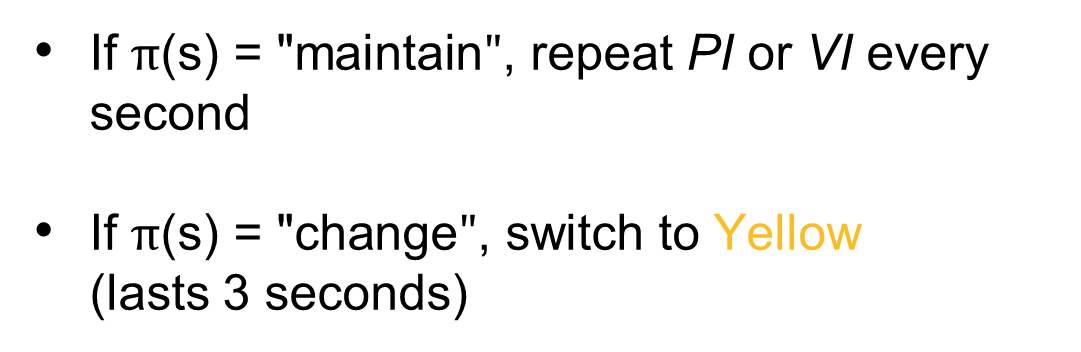 • If π(s) = "maintain", repeat PI or VI every
second
• If π(s) = "change", switch to Yellow
(lasts 3 seconds)